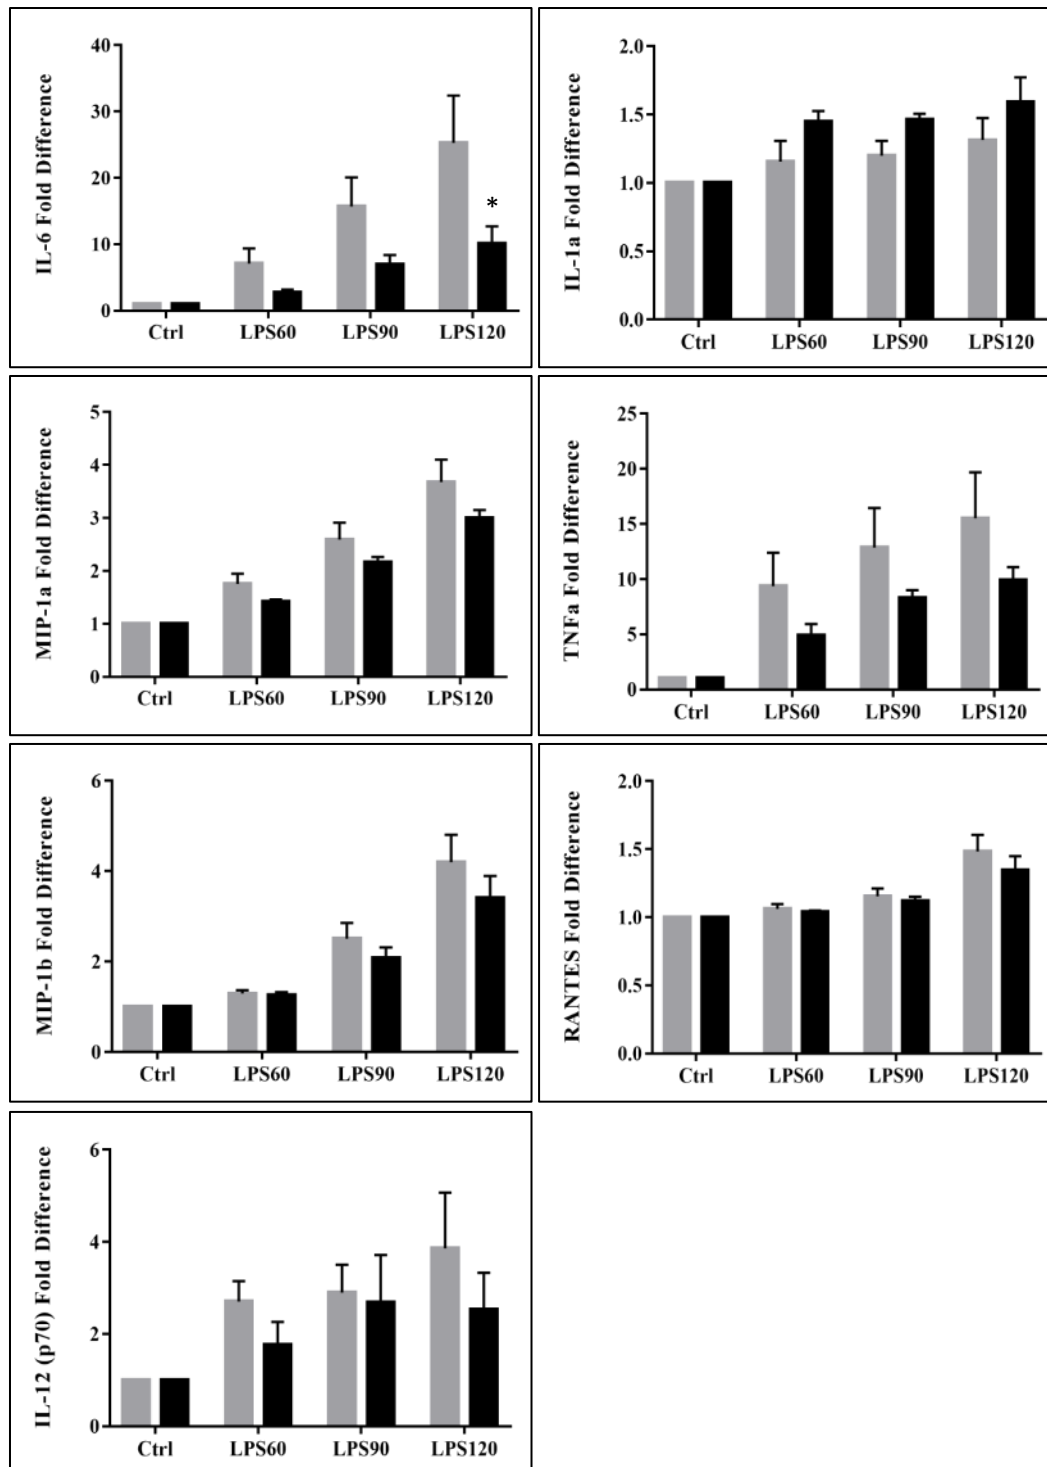 IL-6 Fold Difference
40
30
20
10
0
*
Ctrl LPS60 LPS90 LPS120
IL-1a Fold Difference
2.0
1.5
1.0
0.5
0.0
Ctrl LPS60 LPS90 LPS120
MIP-1a Fold Difference
5
4
3
2
1
0
Ctrl LPS60 LPS90 LPS120
TNFa Fold Difference
25
20
15
10
5
0
Ctrl LPS60 LPS90 LPS120
MIP-1b Fold Difference
6
4
2
0
Ctrl LPS60 LPS90 LPS120
RANTES Fold Difference
2.0
1.5
1.0
0.5
0.0
Ctrl LPS60 LPS90 LPS120
IL-12 (p70) Fold Difference
6
4
2
0
Ctrl LPS60 LPS90 LPS120